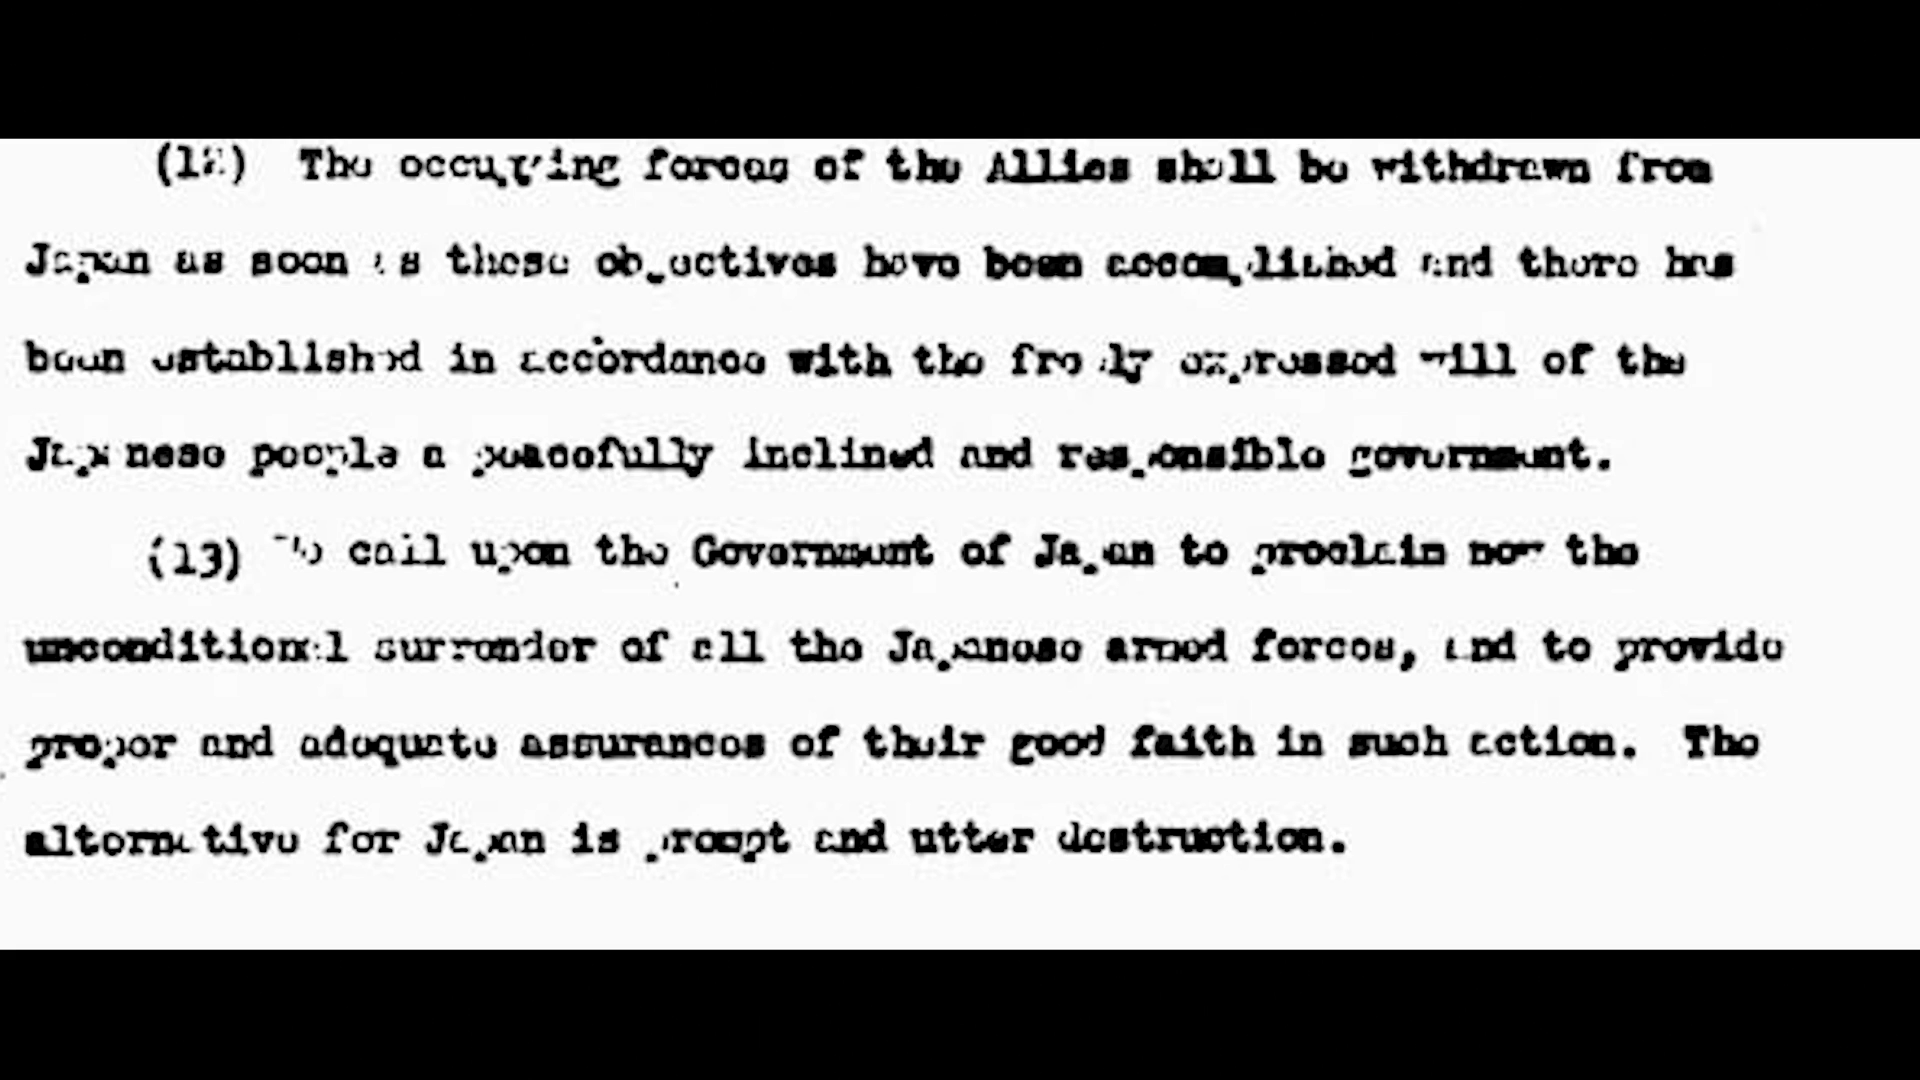 (12) The occupying forces of the Allies shall be withdrawn from
Japan as soon as these objectives have been accomplished and there has
been established in accordance with the freely expressed will of the
Japanese people a peacefully inclined and responsible government.
(13) We call upon the Government of Japan to proclaim now the
unconditional surrender of all the Japanese armed forces, and to provide
proper and adequate assurances of their good faith in such action. The
alternative for Japan is prompt and utter destruction.